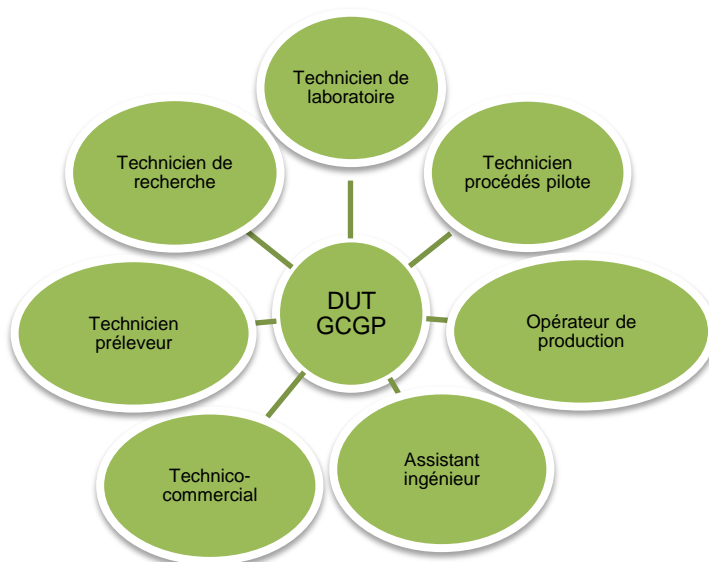 Technicien de
laboratoire
Technicien
procédés pilote
Opérateur de
production
Assistant
ingénieur
Technico-
commercial
Technicien
préleveur
Technicien de
recherche
DUT
GCGP